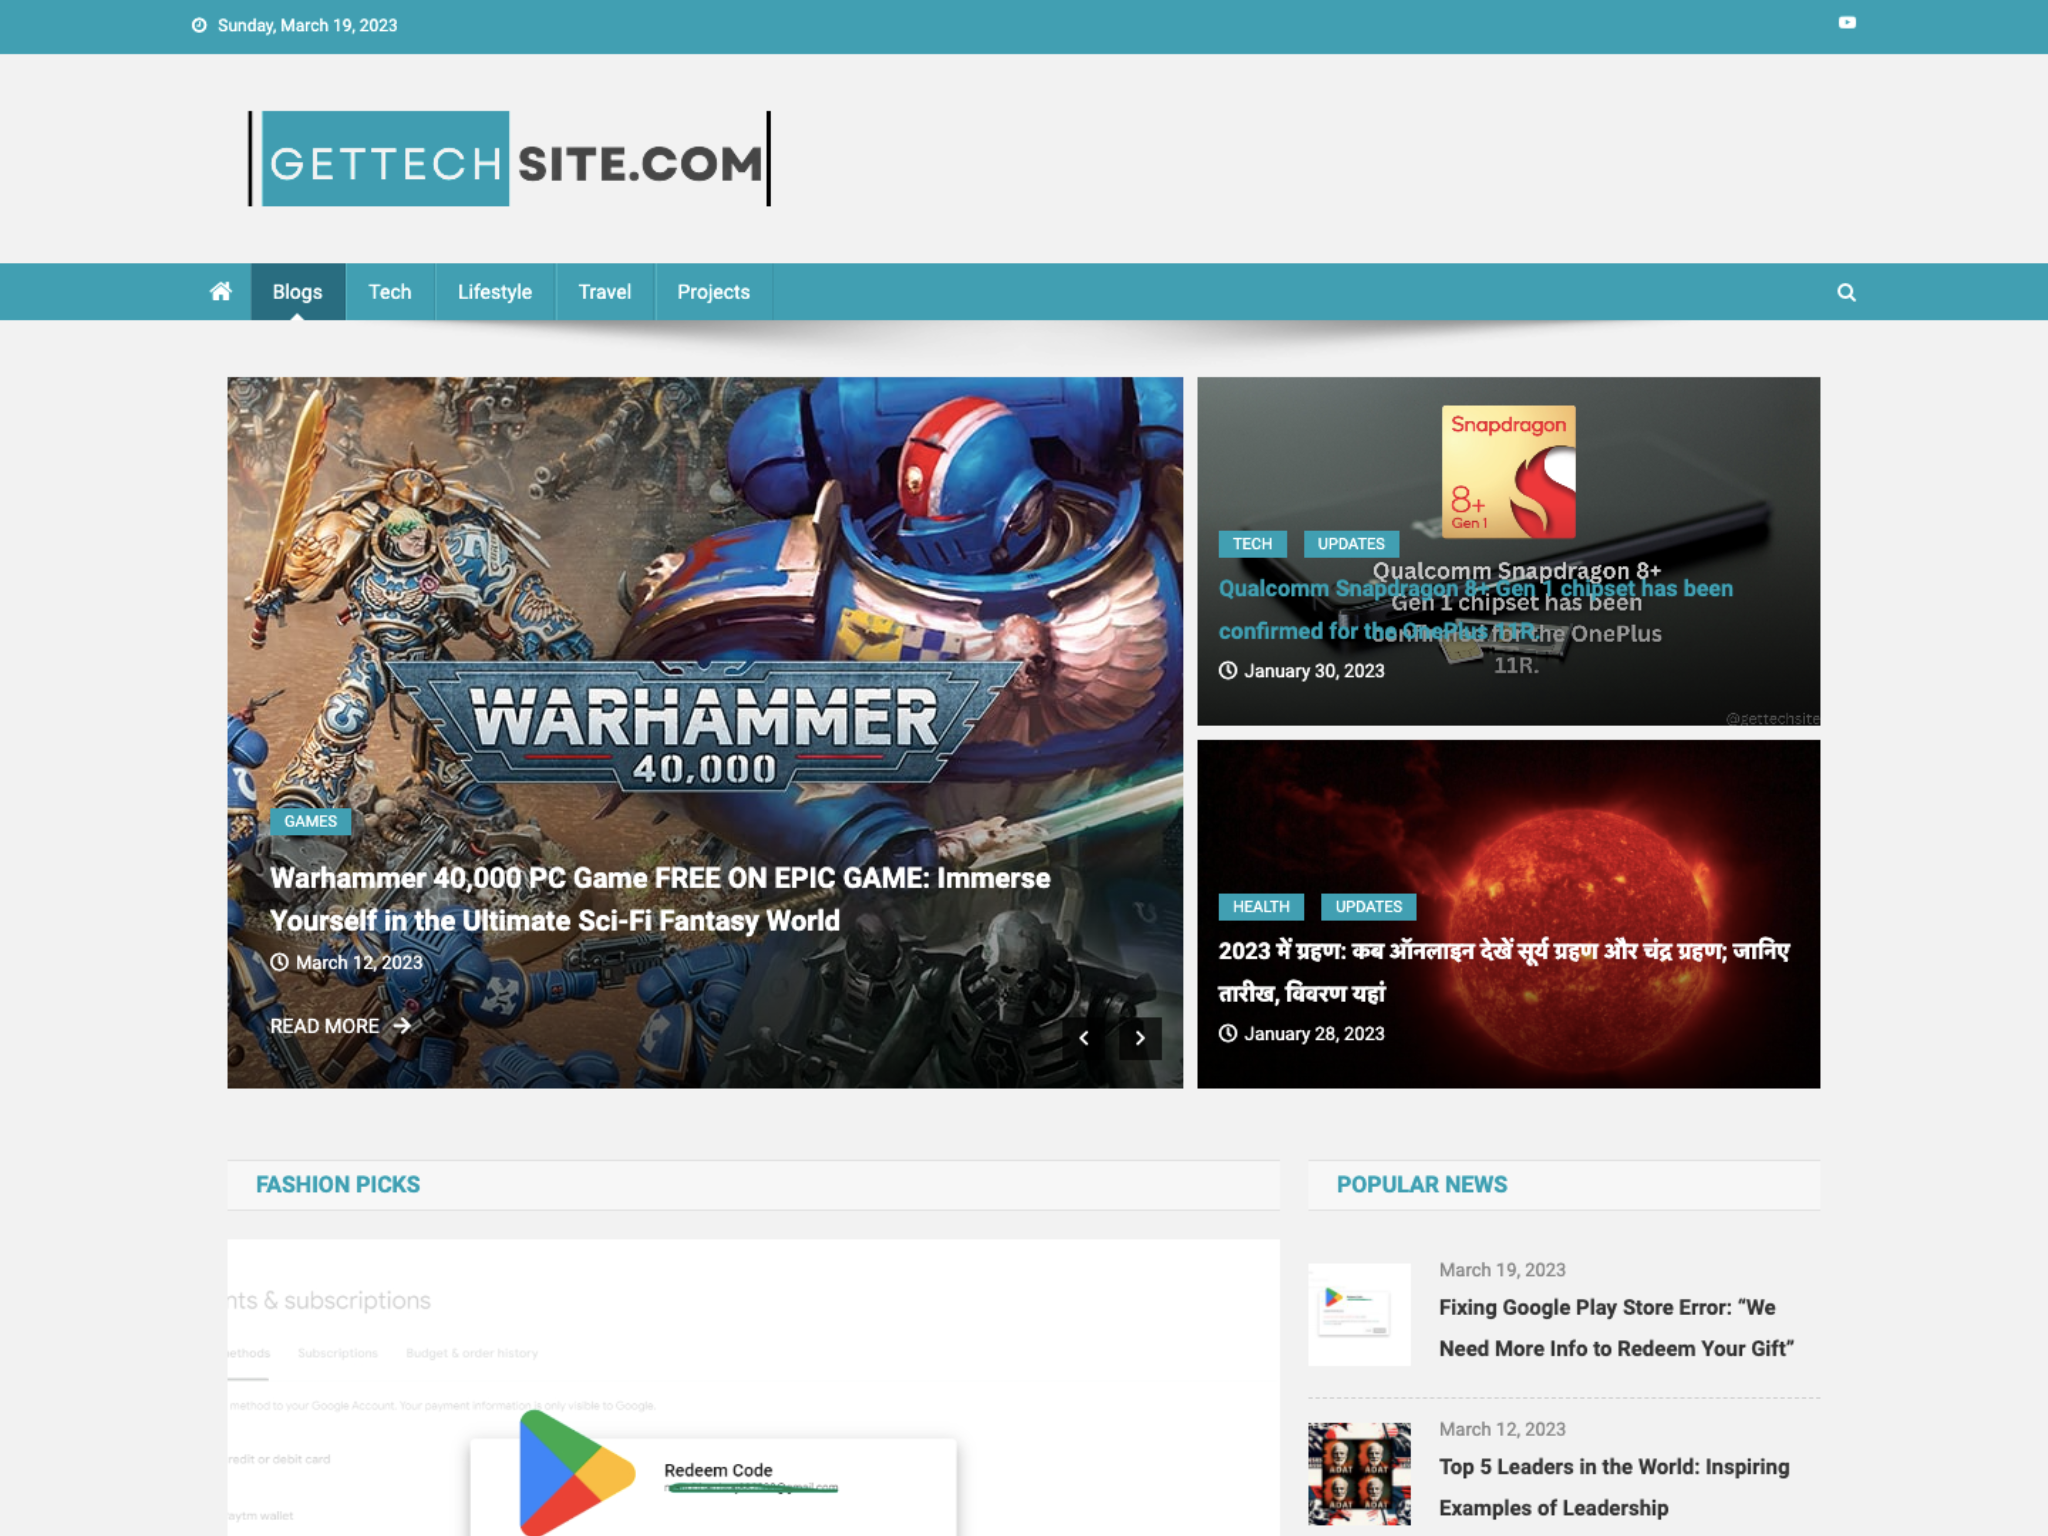 Sunday, March 19, 2023
GETTECH SITE.COM
Blogs
Tech
Lifestyle
Travel
Projects
WARHAMMER
40,000
GAMES
Warhammer 40,000 PC Game FREE ON EPIC GAME: Immerse
Yourself in the Ultimate Sci-Fi Fantasy World
March 12, 2023
READ MORE
Snapdragon
8+
Gen 1
TECH UPDATES
Qualcomm Snapdragon 8+
Gen 1 chipset has been
confirmed for the OnePlus
11R.
Qualcomm Snapdragon 8+ Gen 1 chipset has been
confirmed for the OnePlus 11R.
January 30, 2023
@gettechsite
HEALTH UPDATES
2023 में ग्रहण: कब ऑनलाइन देखें सूर्य ग्रहण और चंद्र ग्रहण; जानिए
तारीख, विवरण यहां
January 28, 2023
FASHION PICKS
nts & subscriptions
ethods Subscriptions Budget & order history
method to your Google Account. Your payment information is only visible to Google.
redit or debit card
aytm wallet
Redeem Code
@gmail.com
POPULAR NEWS
March 19, 2023
Fixing Google Play Store Error: “We
Need More Info to Redeem Your Gift”
March 12, 2023
Top 5 Leaders in the World: Inspiring
Examples of Leadership